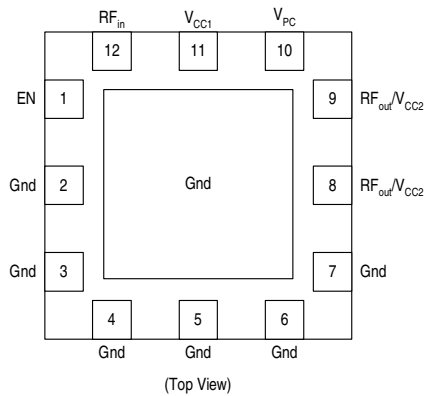 RFin VCC1 VPC
12 11 10
EN 1 9 RFout/VCC2
Gnd 2 Gnd 8 RFout/VCC2
Gnd 3 7 Gnd
4 5 6
Gnd Gnd Gnd
(Top View)